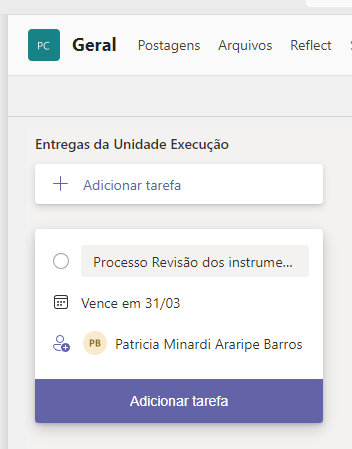 PC Geral Postagens Arquivos Reflect
Entregas da Unidade Execução
Adicionar tarefa
Processo Revisão dos instrume...
Vence em 31/03
PB Patricia Minardi Araripe Barros
Adicionar tarefa